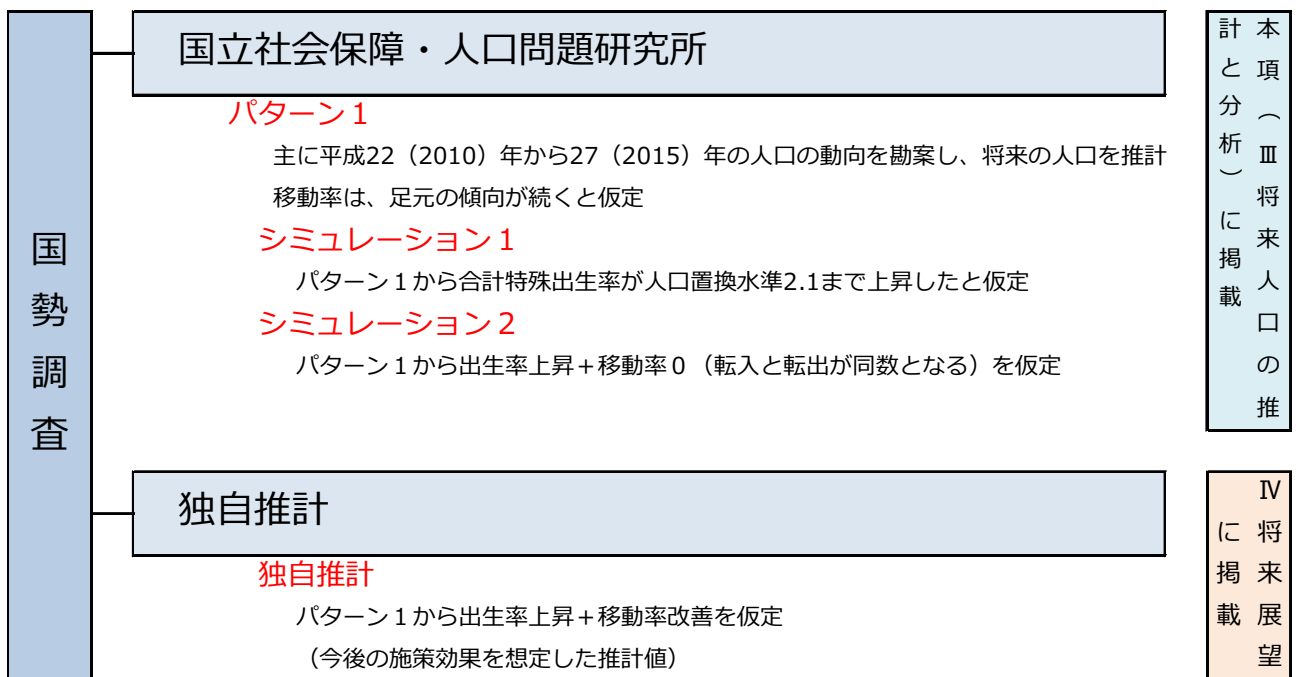 国勢調査
国立社会保障・人口問題研究所
パターン1
主に平成22（2010）年から27（2015）年の人口の動向を勘案し、将来の人口を推計
移動率は、足元の傾向が続くと仮定
シミュレーション1
パターン1から合計特殊出生率が人口置換水準2.1まで上昇したと仮定
シミュレーション2
パターン1から出生率上昇＋移動率０（転入と転出が同数となる）を仮定
本項（Ⅲ将来人口の推
計と分析）に掲載
独自推計
独自推計
パターン1から出生率上昇＋移動率改善を仮定
（今後の施策効果を想定した推計値）
Ⅳ将来展望
に掲載